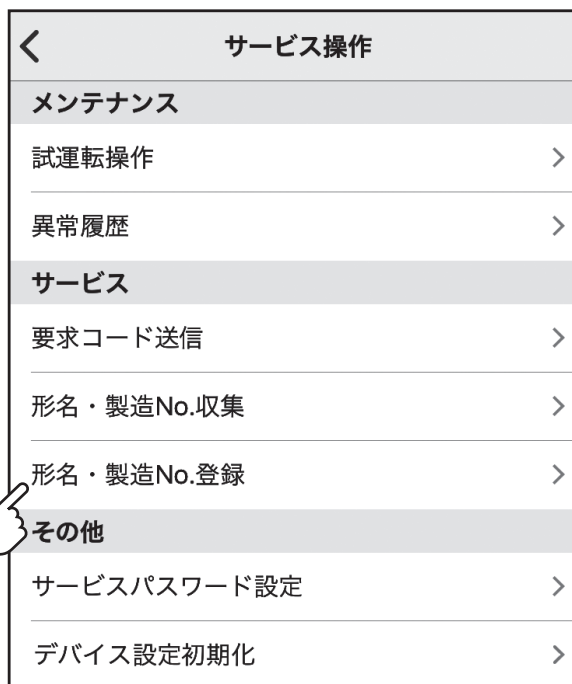 サービス操作
メンテナンス
試運転操作
異常履歴
サービス
要求コード送信
形名・製造No.収集
形名・製造No.登録
その他
サービスパスワード設定
デバイス設定初期化